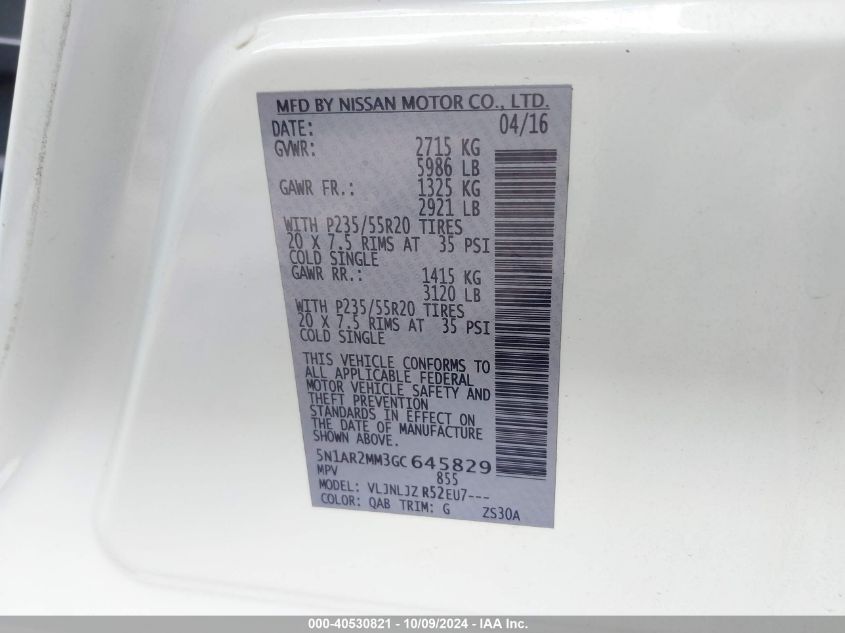 MFD BY NISSAN MOTOR CO., LTD.
DATE: 04/16
GVWR: 2715 KG
5986 LB
GAWR FR.: 1325 KG
2921 LB
WITH P235/55R20 TIRES
20 X 7.5 RIMS AT 35 PSI
COLD SINGLE
GAWR RR.: 1415 KG
3120 LB
WITH P235/55R20 TIRES
20 X 7.5 RIMS AT 35 PSI
COLD SINGLE
THIS VEHICLE CONFORMS TO
ALL APPLICABLE FEDERAL
MOTOR VEHICLE SAFETY AND
THEFT PREVENTION
STANDARDS IN EFFECT ON
THE DATE OF MANUFACTURE
SHOWN ABOVE.
5N1AR2MM3GC645829
MPV 855
MODEL: VLJNLJZ R52EU7---
COLOR: QAB TRIM: G ZS30A
000-40530821 - 10/09/2024 - IAA Inc.